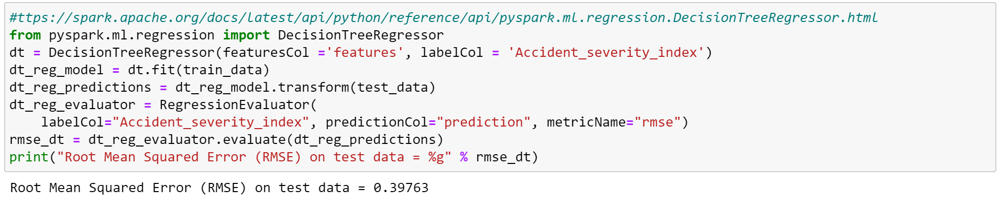 #ttps://spark.apache.org/docs/latest/api/python/reference/api/pyspark.ml.regression.DecisionTreeRegressor.html
from pyspark.ml.regression import DecisionTreeRegressor
dt = DecisionTreeRegressor(featuresCol ='features', labelCol = 'Accident_severity_index')
dt_reg_model = dt.fit(train_data)
dt_reg_predictions = dt_reg_model.transform(test_data)
dt_reg_evaluator = RegressionEvaluator(
    labelCol="Accident_severity_index", predictionCol="prediction", metricName="rmse")
rmse_dt = dt_reg_evaluator.evaluate(dt_reg_predictions)
print("Root Mean Squared Error (RMSE) on test data = %g" % rmse_dt)
Root Mean Squared Error (RMSE) on test data = 0.39763